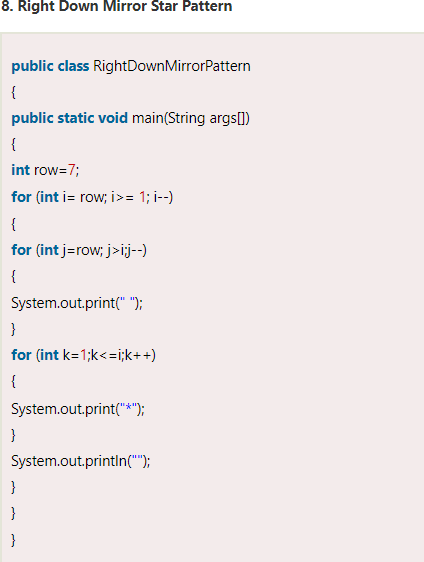 8. Right Down Mirror Star Pattern
public class RightDownMirrorPattern
{
public static void main(String args[])
{
int row=7;
for (int i= row; i>= 1; i--)
{
for (int j=row; j>i;j--)
{
System.out.print(" ");
}
for (int k=1;k<=i;k++)
{
System.out.print("*");
}
System.out.println("");
}
}
}